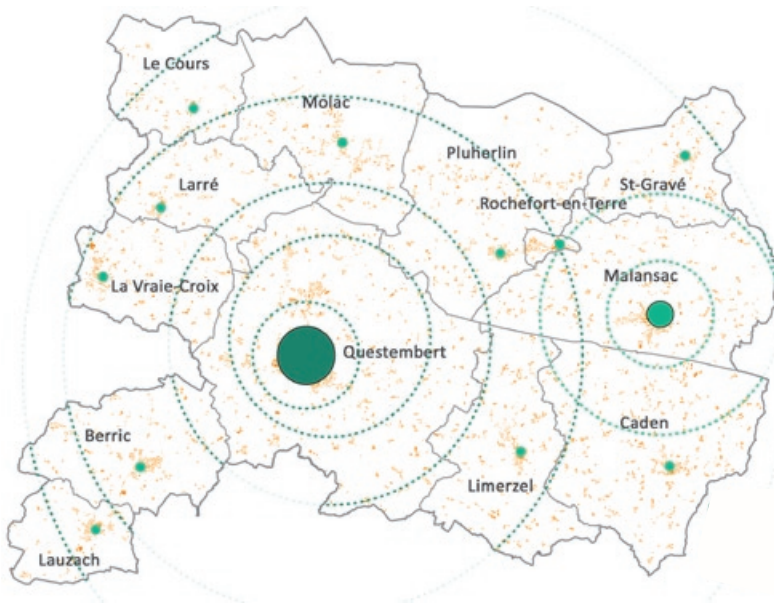 Le Cours
Molac
Pluherlin
Larré
St-Gravé
Rochefort-en-Terre
Malansac
La Vraie-Croix
Questembert
Caden
Berric
Limerzel
Lauzach